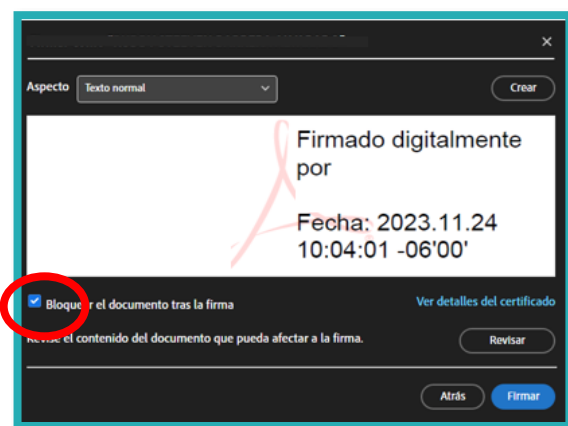 ×
Aspecto Texto normal Crear
Firmado digitalmente
por
Fecha: 2023.11.24
10:04:01 -06'00'
Bloquear el documento tras la firma Ver detalles del certificado
Revise el contenido del documento que pueda afectar a la firma. Revisar
Atrás Firmar